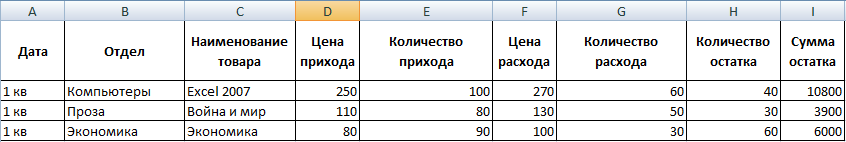 A B C D E F G H I
Дата Отдел Наименование товара Цена прихода Количество прихода Цена расхода Количество расхода Количество остатка Сумма остатка
1 кв Компьютеры Excel 2007 250 100 270 60 40 10800
1 кв Проза Война и мир 110 80 130 50 30 3900
1 кв Экономика Экономика 80 90 100 30 60 6000